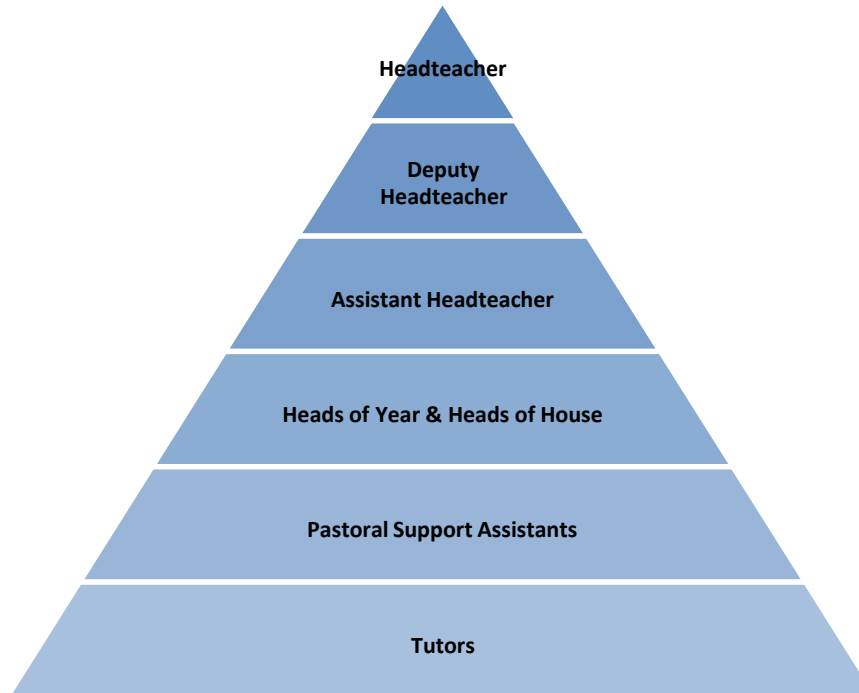 Headteacher
Deputy
Headteacher
Assistant Headteacher
Heads of Year & Heads of House
Pastoral Support Assistants
Tutors